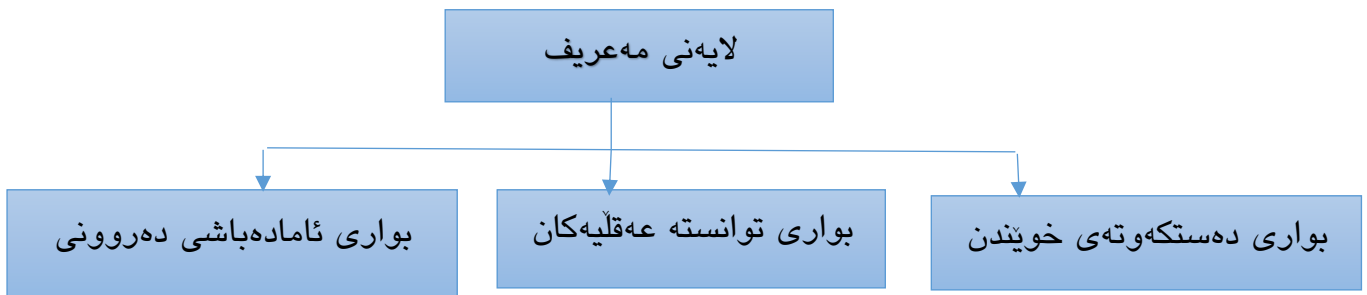 لایەنی مەعریف
بواری دەستکەوتەی خوێندن
بواری توانستە عەقڵیەکان
بواری ئامادەباشی دەروونی